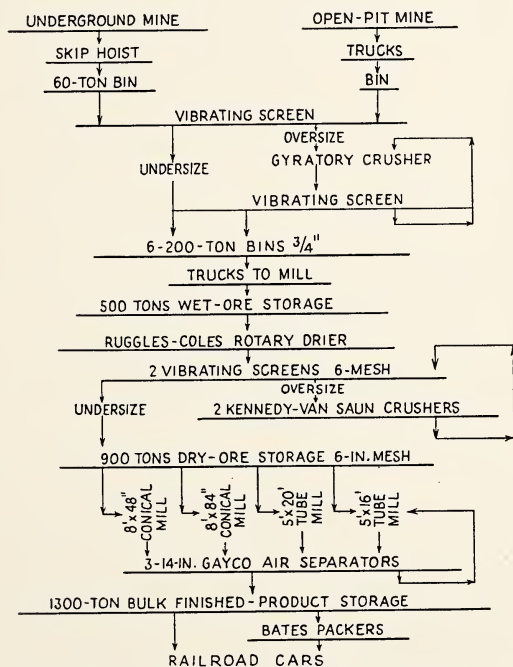 UNDERGROUND MINE
OPEN-PIT MINE
SKIP HOIST
TRUCKS
60-TON BIN
BIN
VIBRATING SCREEN
OVERSIZE
GYRATORY CRUSHER
UNDERSIZE
VIBRATING SCREEN
6-200-TON BINS 3/4"
TRUCKS TO MILL
500 TONS WET-ORE STORAGE
RUGGLES-COLES ROTARY DRIER
2 VIBRATING SCREENS 6-MESH
OVERSIZE
UNDERSIZE
2 KENNEDY-VAN SAUN CRUSHERS
900 TONS DRY-ORE STORAGE 6-IN. MESH
8'x48" CONICAL MILL
8'x84" CONICAL MILL
5'x20' TUBE MILL
5'x16' TUBE MILL
3-14-IN. GAYCO AIR SEPARATORS
1300-TON BULK FINISHED-PRODUCT STORAGE
BATES PACKERS
RAILROAD CARS